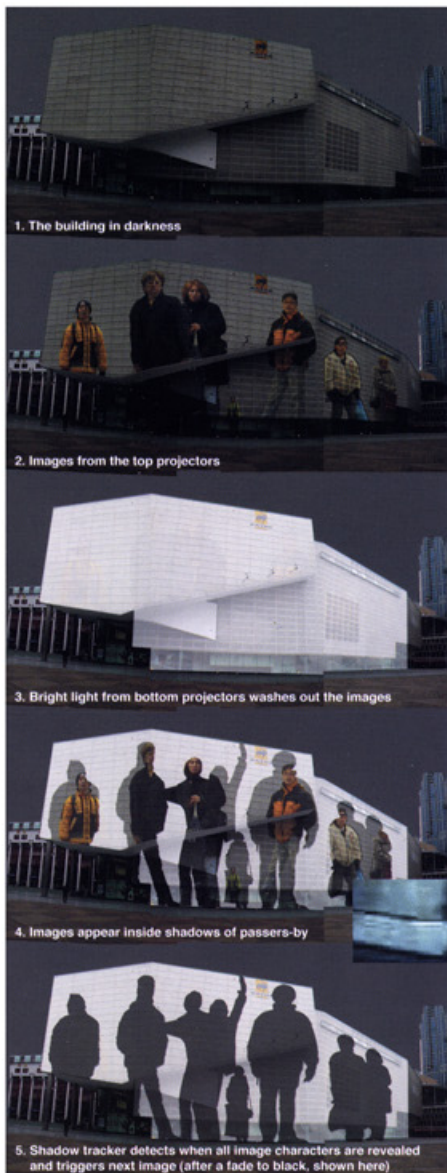 1. The building in darkness
2. Images from the top projectors
3. Bright light from bottom projectors washes out the images
4. Images appear inside shadows of passers-by
5. Shadow tracker detects when all image characters are revealed
and triggers next image (after a fade to black, shown here)